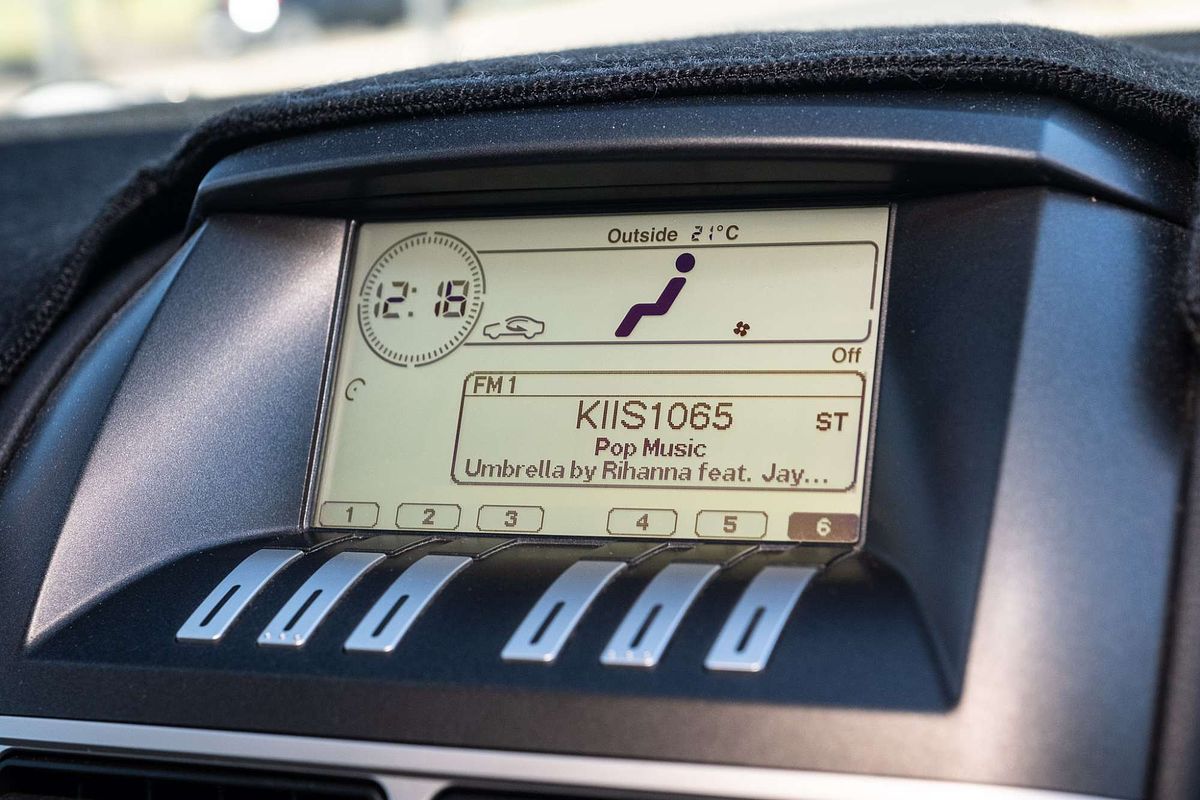 Outside 21°C
12:18
Off
FM 1
KIIS1065
ST
Pop Music
Umbrella by Rihanna feat. Jay...
1 2 3 4 5 6